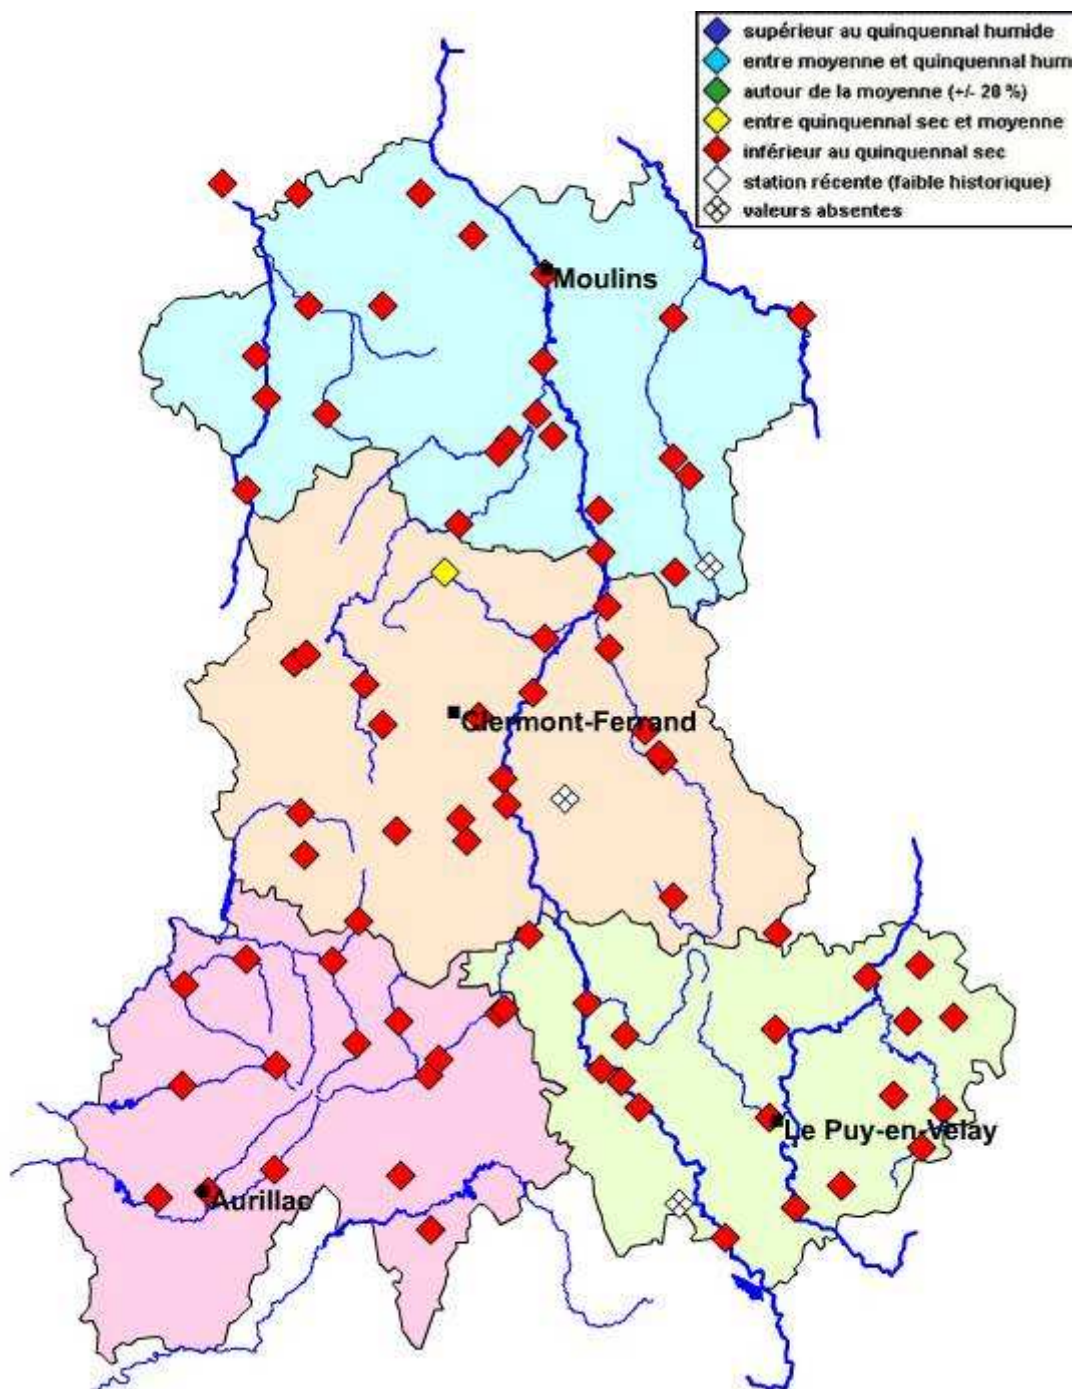 supérieur au quinquennal humide
entre moyenne et quinquennal hum
autour de la moyenne (+/- 20 %)
entre quinquennal sec et moyenne
inférieur au quinquennal sec
station récente (faible historique)
valeurs absentes
Moulins
Clermont-Ferrand
Le Puy-en-Velay
Aurillac